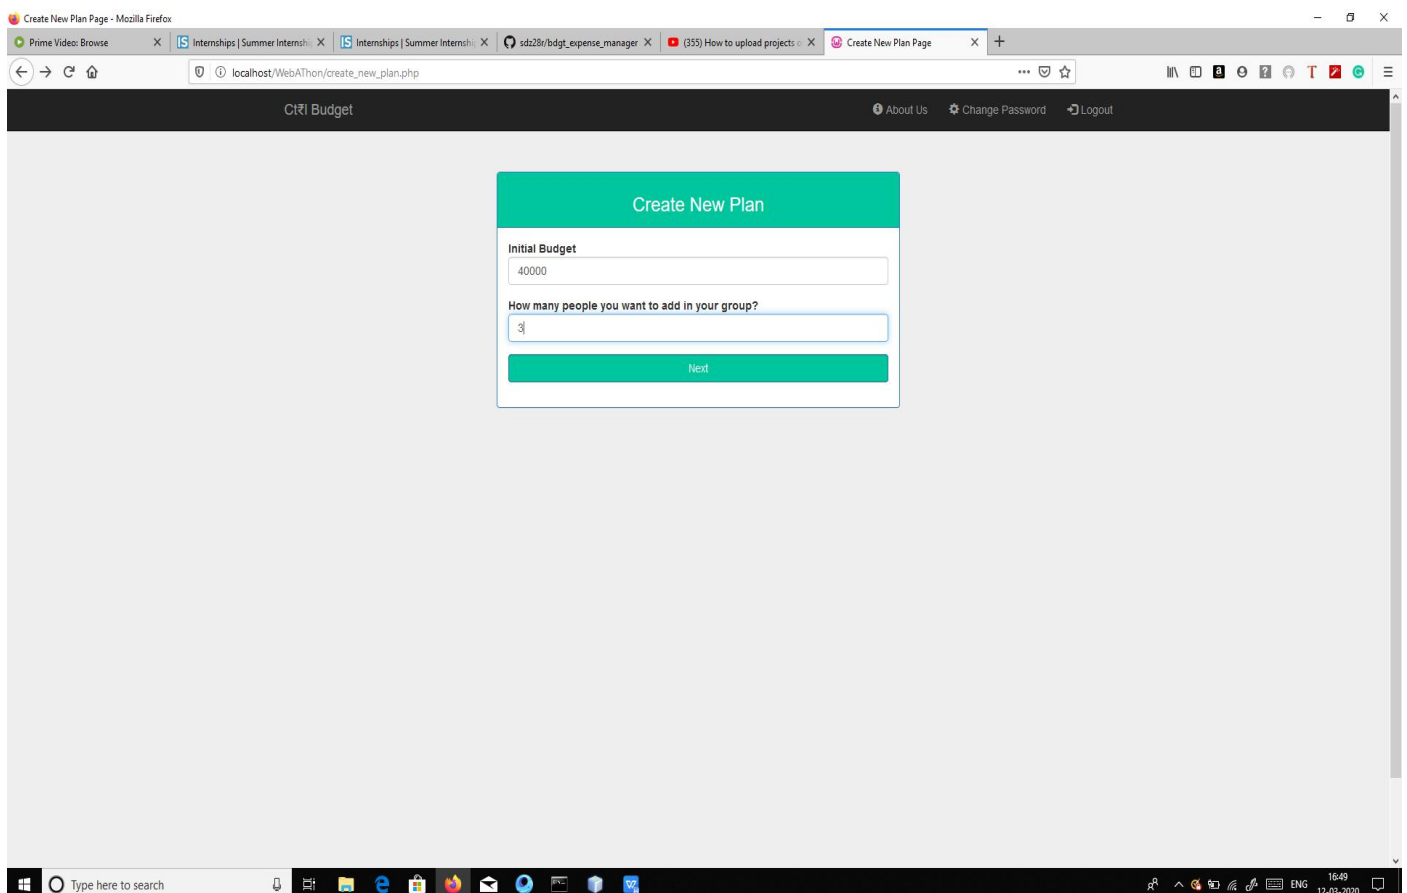 Create New Plan Page - Mozilla Firefox
Prime Video: Browse
Internships | Summer Internshi
Internships | Summer Internshi
sdz28r/bdgt_expense_manager
(355) How to upload projects o
Create New Plan Page
localhost/WebAThon/create_new_plan.php
Ct₹l Budget
About Us
Change Password
Logout
Create New Plan
Initial Budget
40000
How many people you want to add in your group?
3
Next
Type here to search
ENG
16:49
12-03-2020